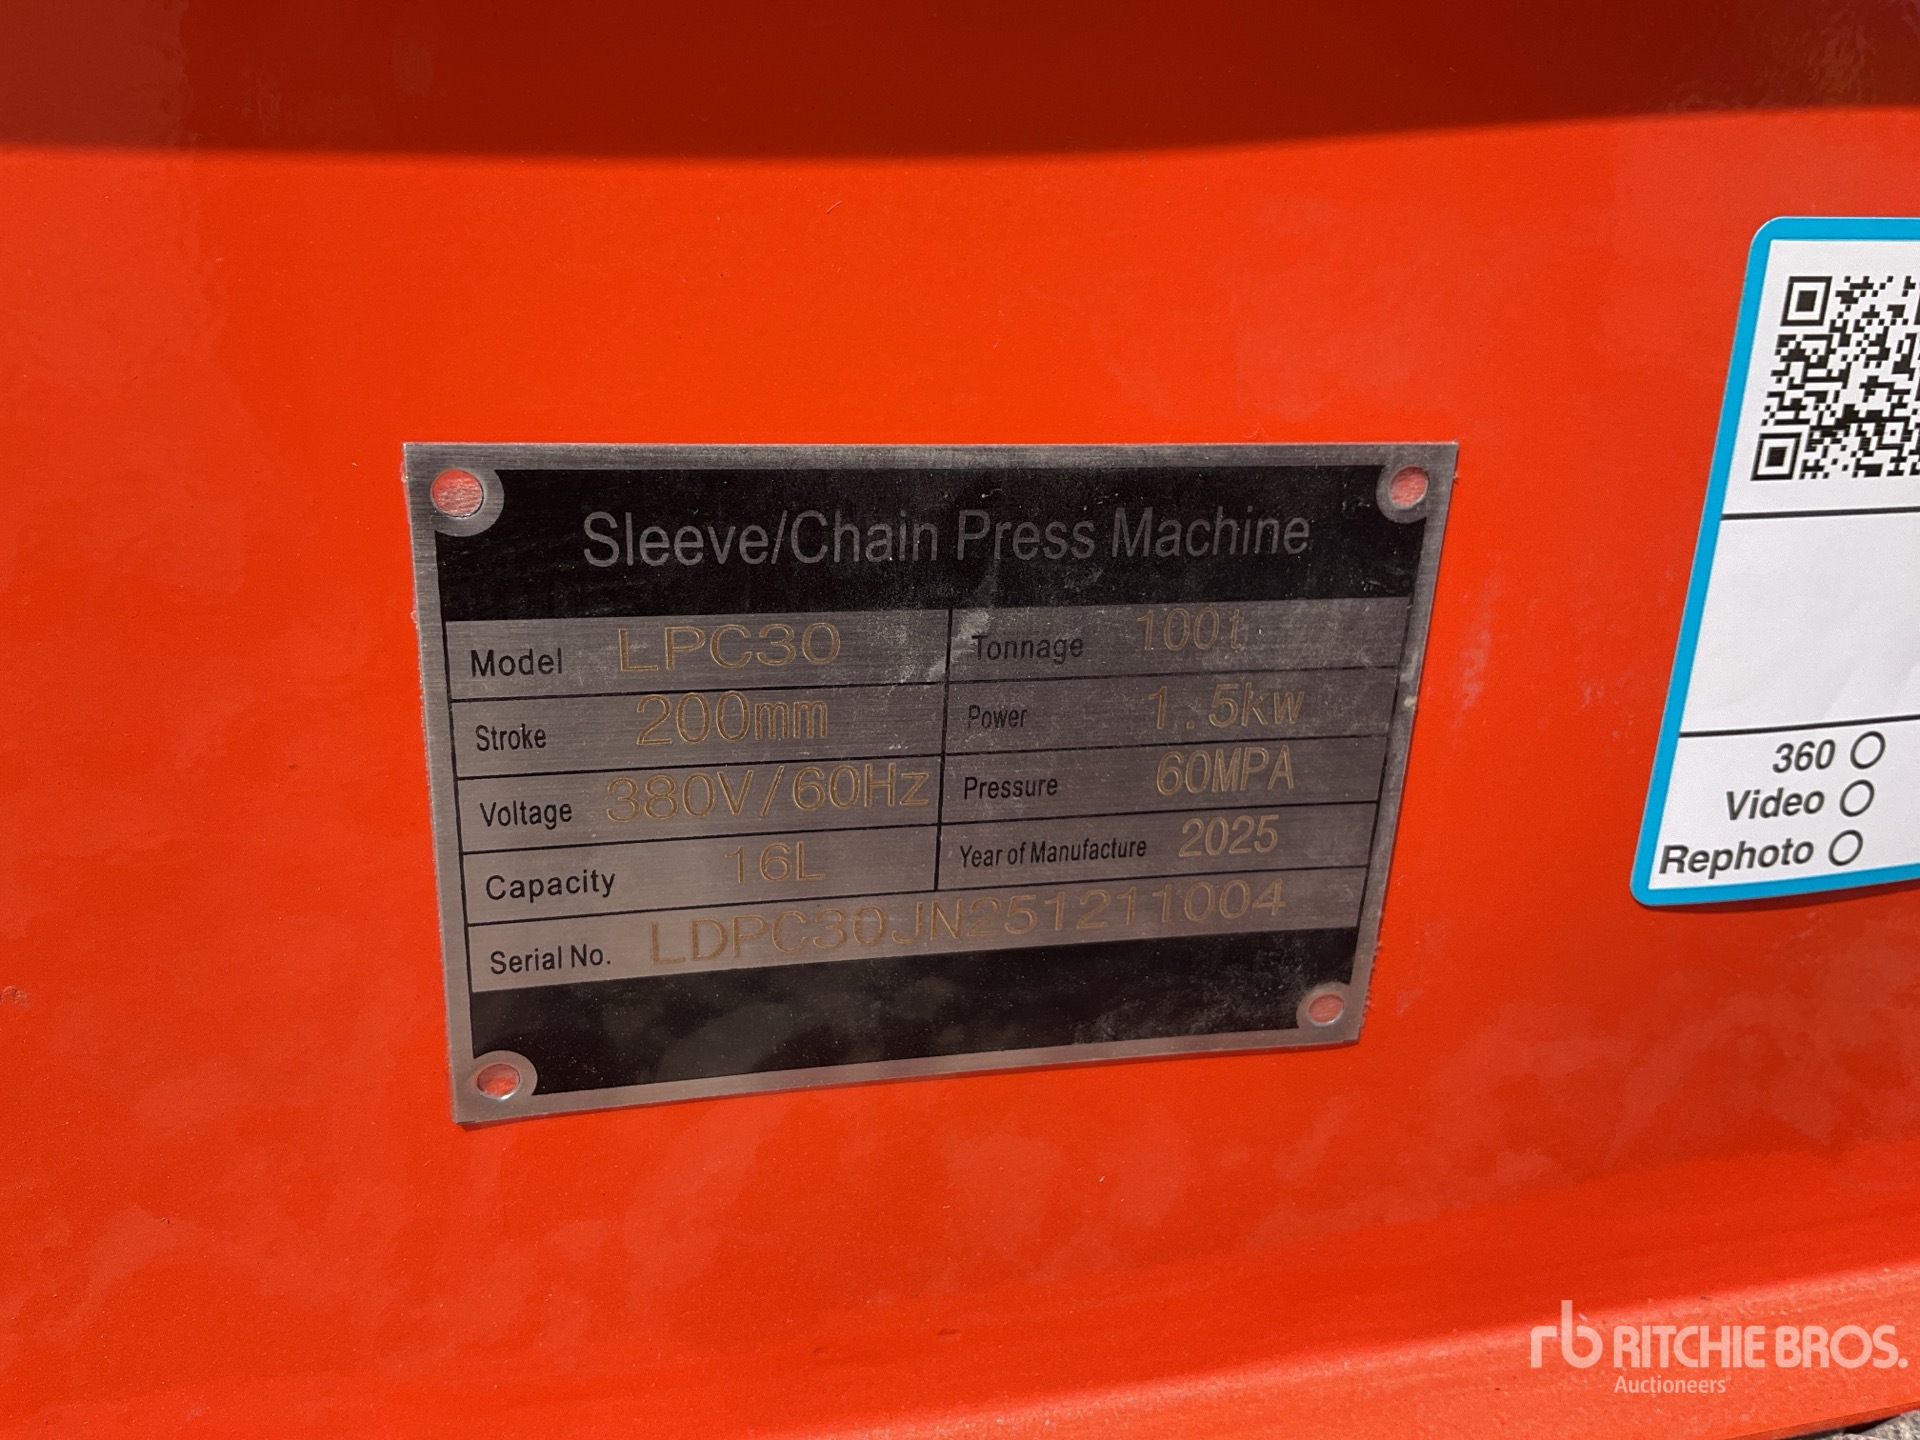 Sleeve/Chain Press Machine
Model LPC30 Tonnage 100t
Stroke 200mm Power 1.5kw
Voltage 380V/60Hz Pressure 60MPA
Capacity 16L Year of Manufacture 2025
Serial No. LDPC30JN251211004
360
Video
Rephoto
rb RITCHIE BROS.
Auctioneers